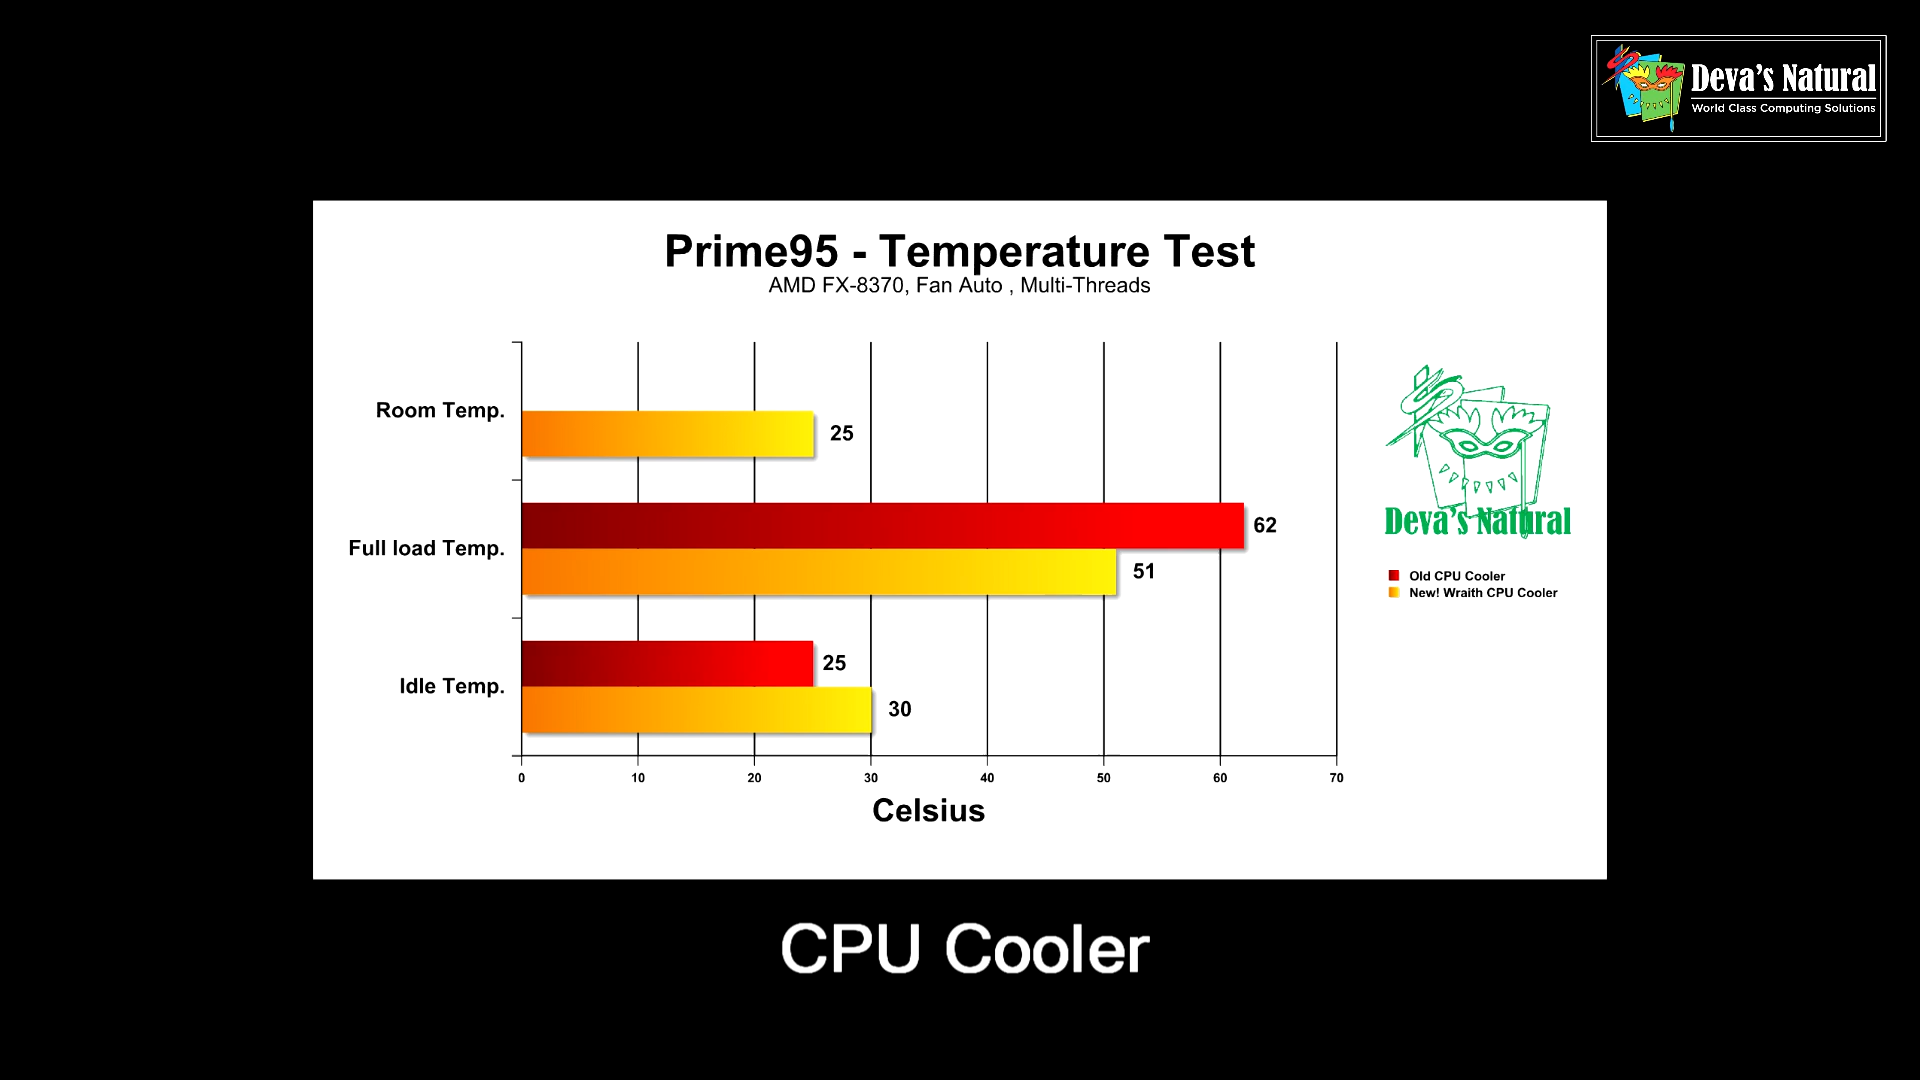 Deva's Natural
World Class Computing Solutions
Prime95 - Temperature Test
AMD FX-8370, Fan Auto , Multi-Threads
Room Temp.
25
Full load Temp.
62
51
Idle Temp.
25
30
0 10 20 30 40 50 60 70
Celsius
Deva's Natural
Old CPU Cooler
New! Wraith CPU Cooler
CPU Cooler